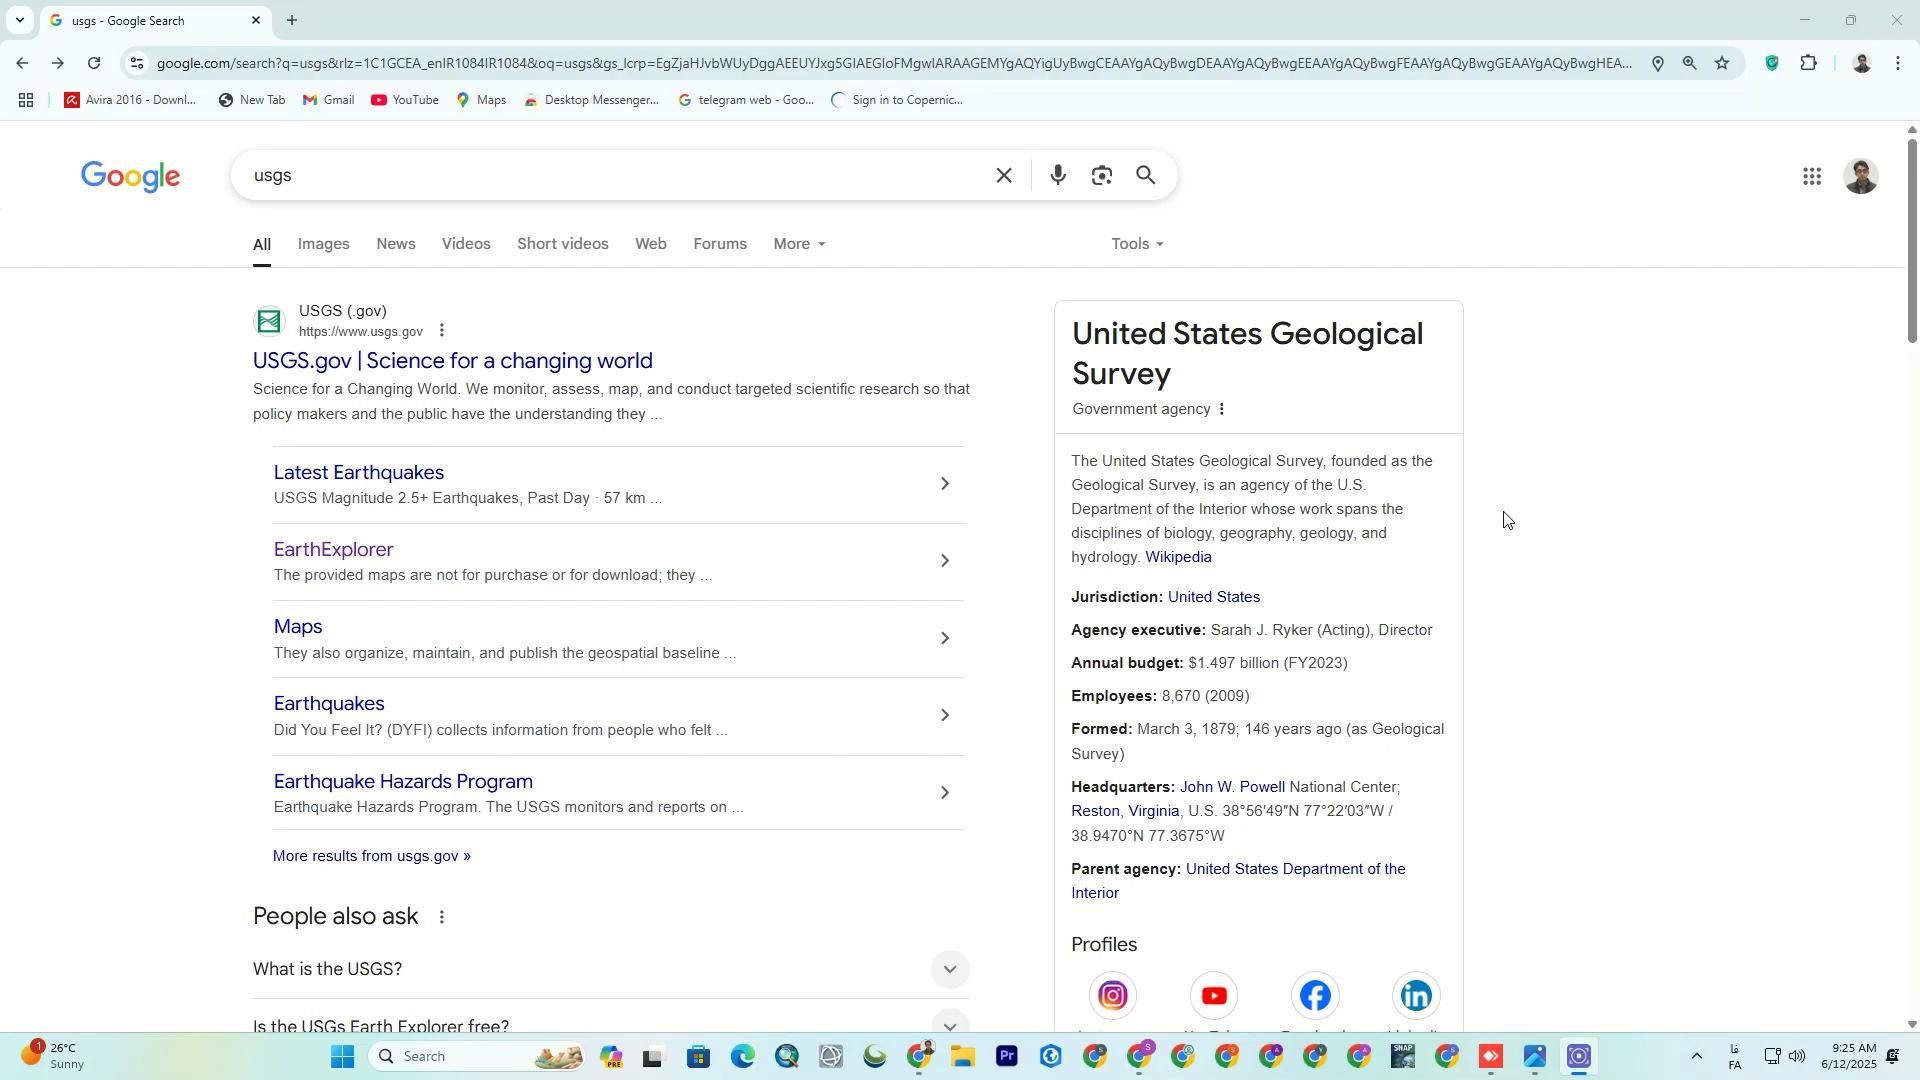 usgs - Google Search
google.com/search?q=usgs&rlz=1C1GCEA_enIR1084IR1084&oq=usgs&gs_lcrp=EgZjaHJvbWUyDggAEEUYJxg5GIAEGIoFMgwIARAAGEMYgAQYigUyBwgCEAAYgAQyBwgDEAAYgAQyBwgEEAAYgAQyBwgFEAAYgAQyBwgGEAAYgAQyBwgHEA...
Avira 2016 - Downl...
New Tab
Gmail
YouTube
Maps
Desktop Messenger...
telegram web - Goo...
Sign in to Copernic...
Google
usgs
All Images News Videos Short videos Web Forums More Tools
USGS (.gov)
https://www.usgs.gov
USGS.gov | Science for a changing world
Science for a Changing World. We monitor, assess, map, and conduct targeted scientific research so that
policy makers and the public have the understanding they ...
Latest Earthquakes
USGS Magnitude 2.5+ Earthquakes, Past Day · 57 km ...
EarthExplorer
The provided maps are not for purchase or for download; they ...
Maps
They also organize, maintain, and publish the geospatial baseline ...
Earthquakes
Did You Feel It? (DYFI) collects information from people who felt ...
Earthquake Hazards Program
Earthquake Hazards Program. The USGS monitors and reports on ...
More results from usgs.gov »
People also ask
What is the USGS?
Is the USGs Earth Explorer free?
United States Geological
Survey
Government agency
The United States Geological Survey, founded as the
Geological Survey, is an agency of the U.S.
Department of the Interior whose work spans the
disciplines of biology, geography, geology, and
hydrology. Wikipedia
Jurisdiction: United States
Agency executive: Sarah J. Ryker (Acting), Director
Annual budget: $1.497 billion (FY2023)
Employees: 8,670 (2009)
Formed: March 3, 1879; 146 years ago (as Geological
Survey)
Headquarters: John W. Powell National Center;
Reston, Virginia, U.S. 38°56′49″N 77°22′03″W /
38.9470°N 77.3675°W
Parent agency: United States Department of the
Interior
Profiles
1
26°C
Sunny
Search
PRE
Pr
SNAP
فا
FA
9:25 AM
6/12/2025